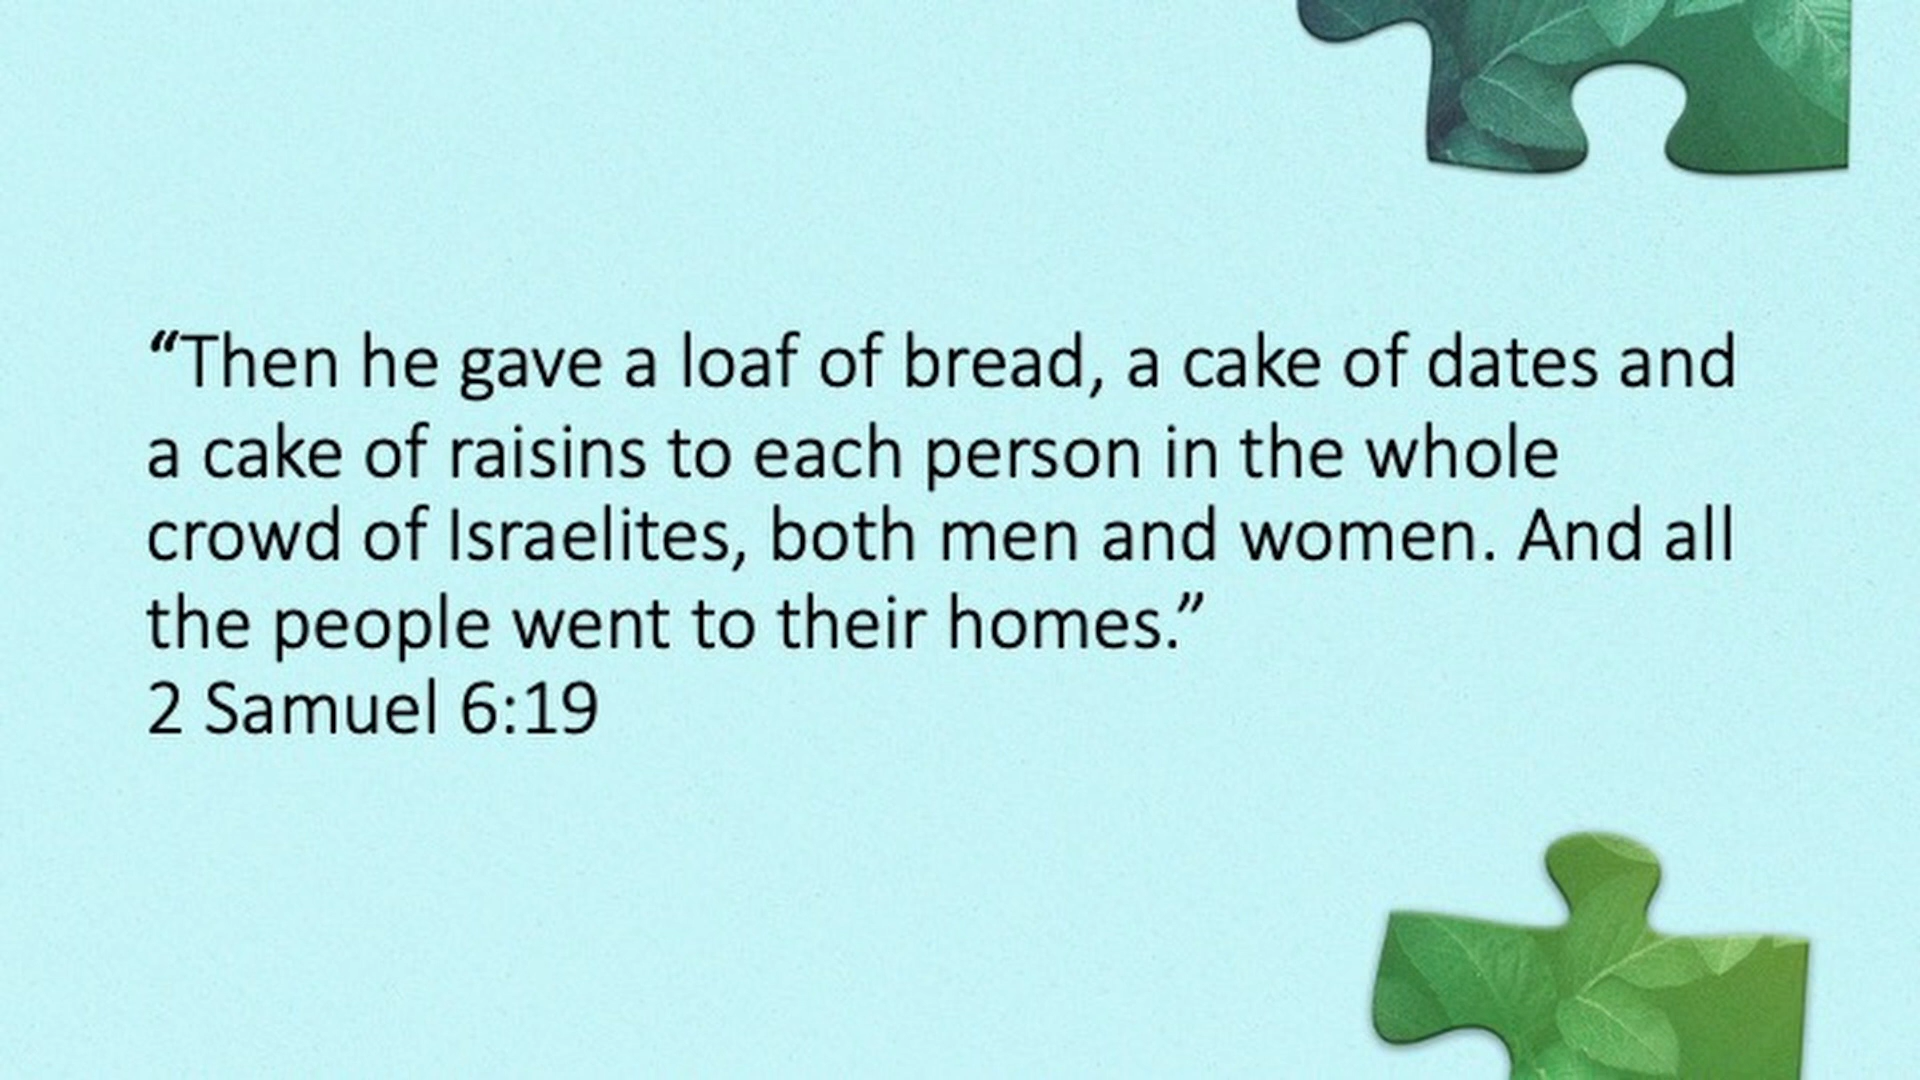 “Then he gave a loaf of bread, a cake of dates and
a cake of raisins to each person in the whole
crowd of Israelites, both men and women. And all
the people went to their homes.”
2 Samuel 6:19